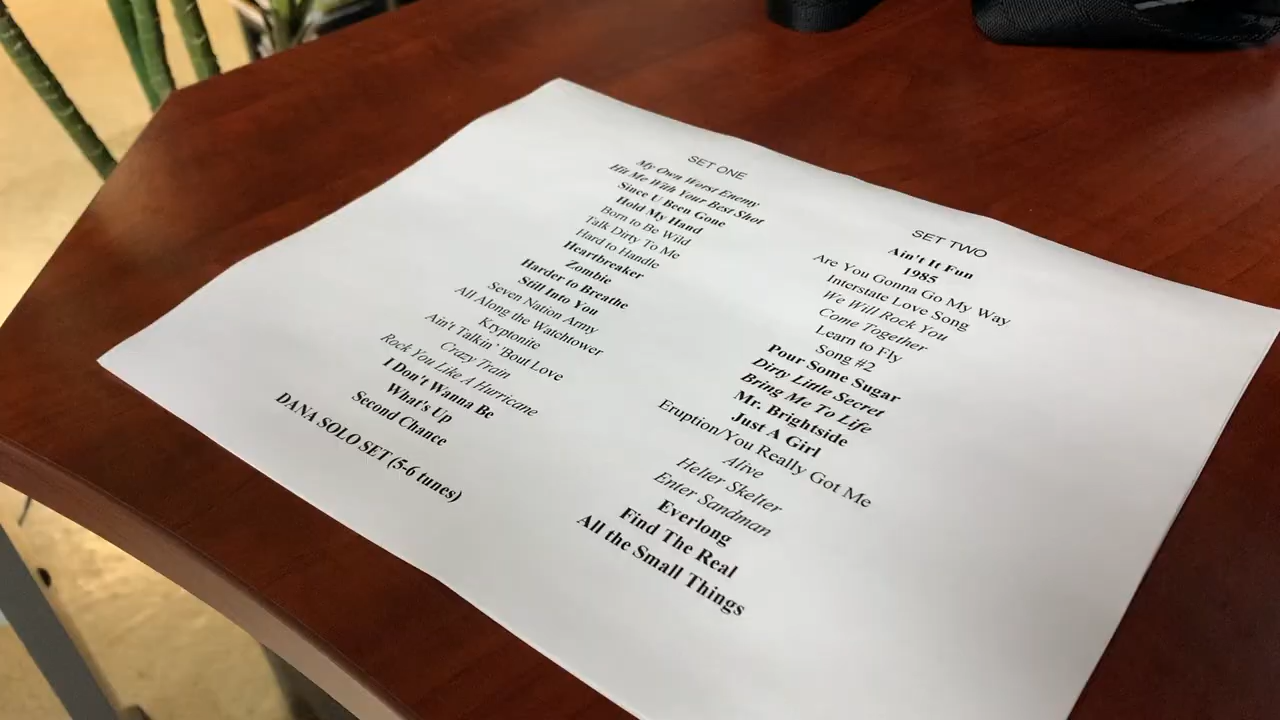 SET ONE
My Own Worst Enemy
Hit Me With Your Best Shot
Since U Been Gone
Hold My Hand
Born to Be Wild
Talk Dirty To Me
Hard to Handle
Heartbreaker
Zombie
Harder to Breathe
Still Into You
Seven Nation Army
All Along the Watchtower
Kryptonite
Ain't Talkin' 'Bout Love
Crazy Train
Rock You Like A Hurricane
I Don't Wanna Be
What's Up
Second Chance
DANA SOLO SET (5-6 tunes)
SET TWO
Ain't It Fun
1985
Are You Gonna Go My Way
Interstate Love Song
We Will Rock You
Come Together
Learn to Fly
Song #2
Pour Some Sugar
Dirty Little Secret
Bring Me To Life
Mr. Brightside
Just A Girl
Eruption/You Really Got Me
Alive
Helter Skelter
Enter Sandman
Everlong
Find The Real
All the Small Things